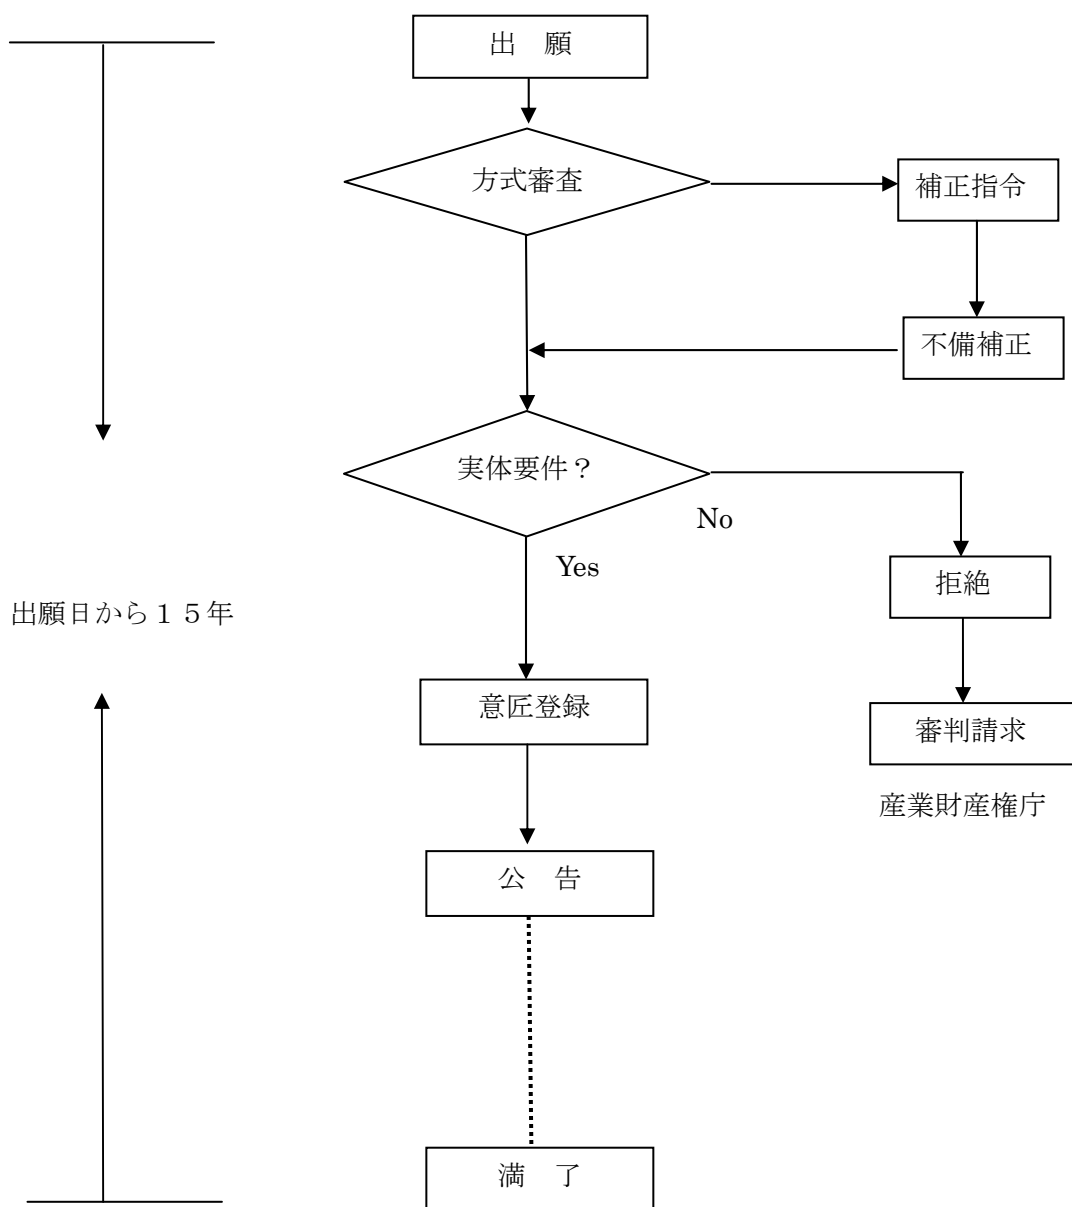 出　願
方式審査
補正指令
不備補正
実体要件？
No
Yes
拒絶
出願日から１５年
意匠登録
審判請求
産業財産権庁
公　告
満　了